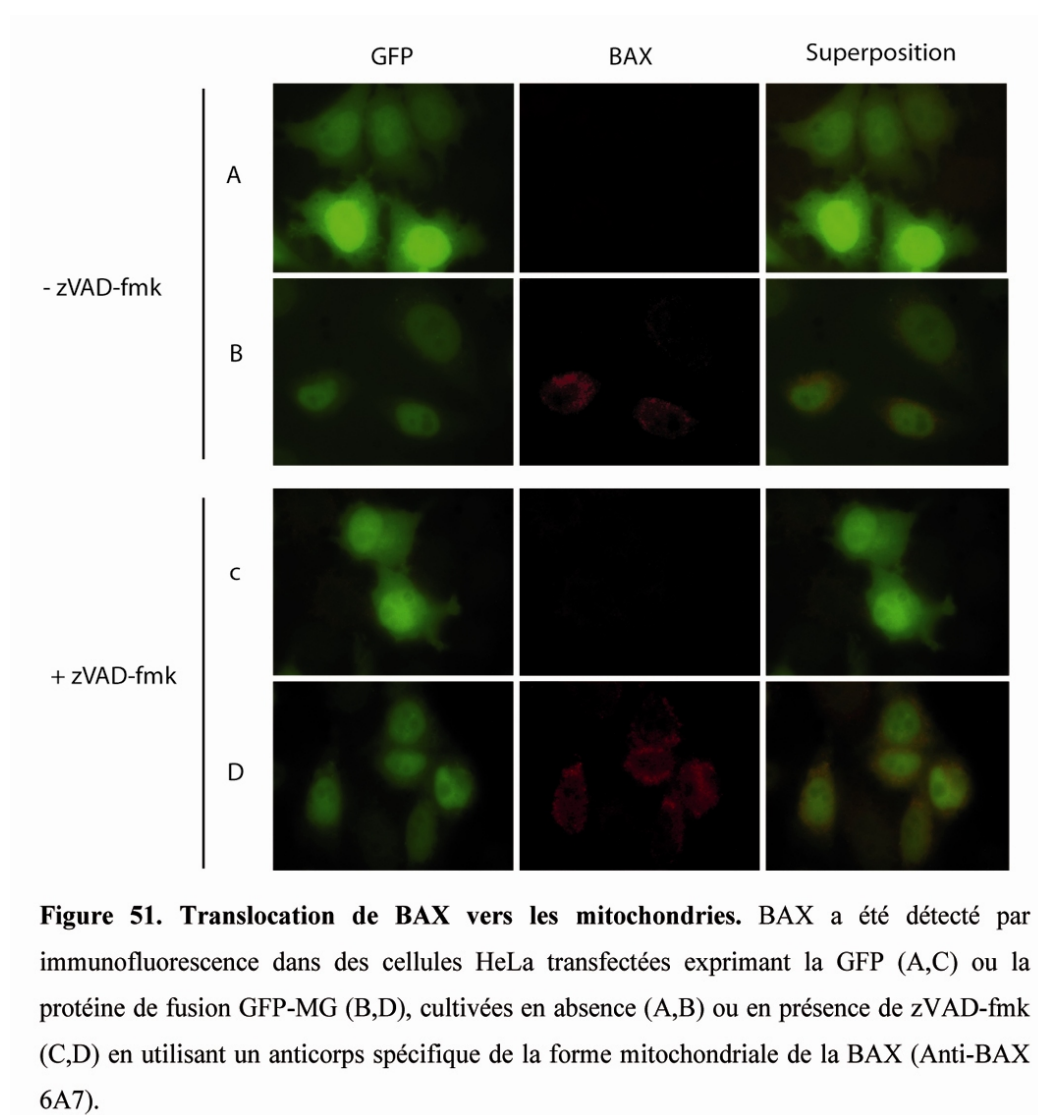 GFP BAX Superposition
A
- zVAD-fmk
B
c
+ zVAD-fmk
D
Figure 51. Translocation de BAX vers les mitochondries. BAX a été détecté par
immunofluorescence dans des cellules HeLa transfectées exprimant la GFP (A,C) ou la
protéine de fusion GFP-MG (B,D), cultivées en absence (A,B) ou en présence de zVAD-fmk
(C,D) en utilisant un anticorps spécifique de la forme mitochondriale de la BAX (Anti-BAX
6A7).